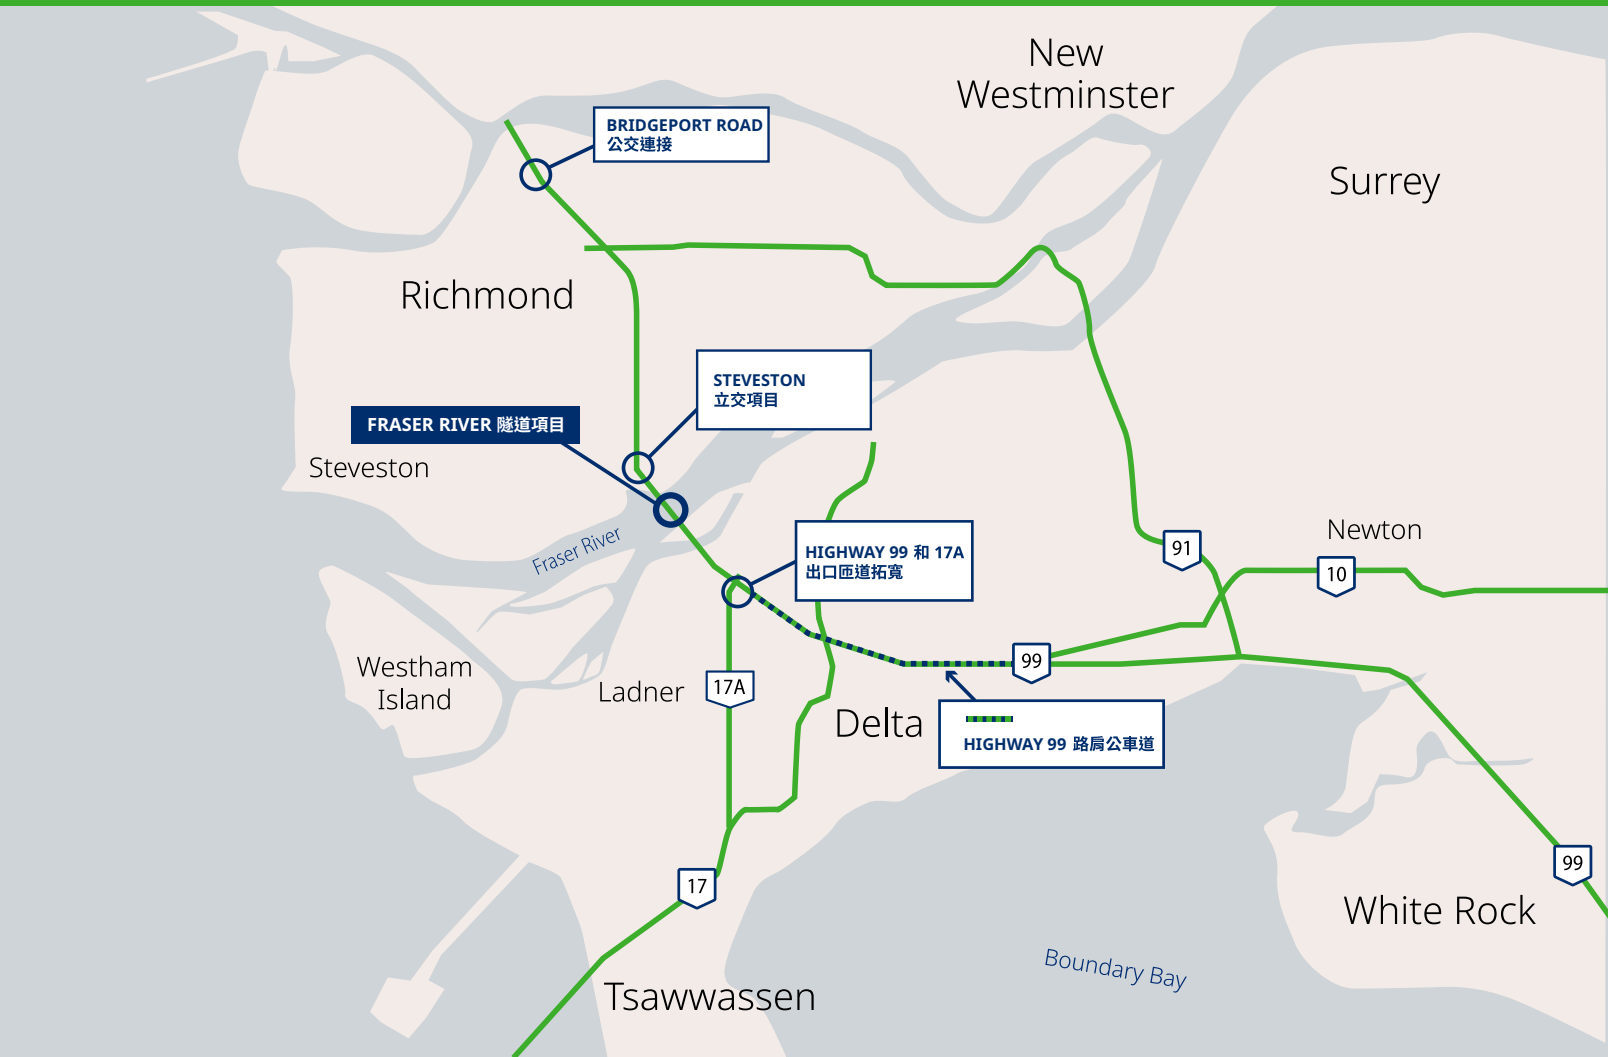 New
Westminster
BRIDGEPORT ROAD
公交連接
Surrey
Richmond
STEVESTON
立交項目
FRASER RIVER 隧道項目
Steveston
Fraser River
HIGHWAY 99 和 17A
出口匝道拓寬
91
Newton
10
99
Westham
Island
Ladner
17A
Delta
HIGHWAY 99 路肩公車道
99
17
White Rock
Boundary Bay
Tsawwassen